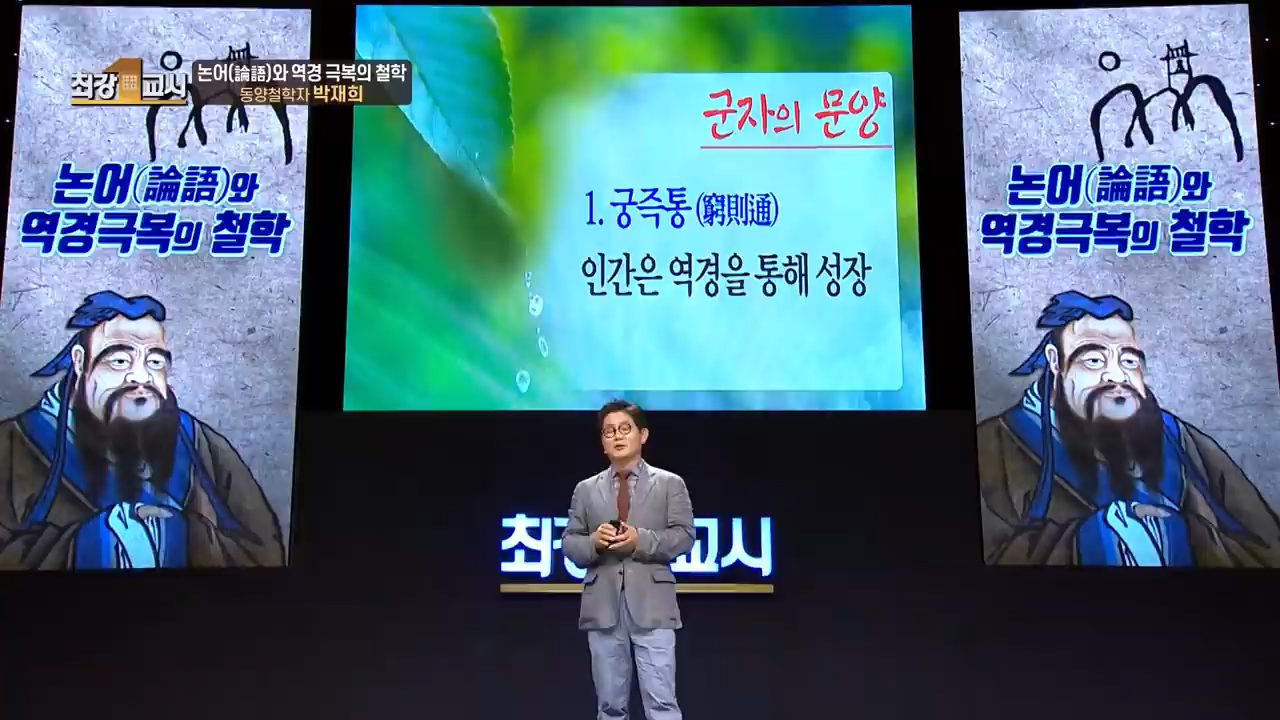 최강1교시
논어(論語)와 역경 극복의 철학
동양철학자 박재희
논어(論語)와
역경극복의 철학
군자의 문양
1. 궁즉통(窮則通)
인간은 역경을 통해 성장
논어(論語)와
역경극복의 철학
최강 교시